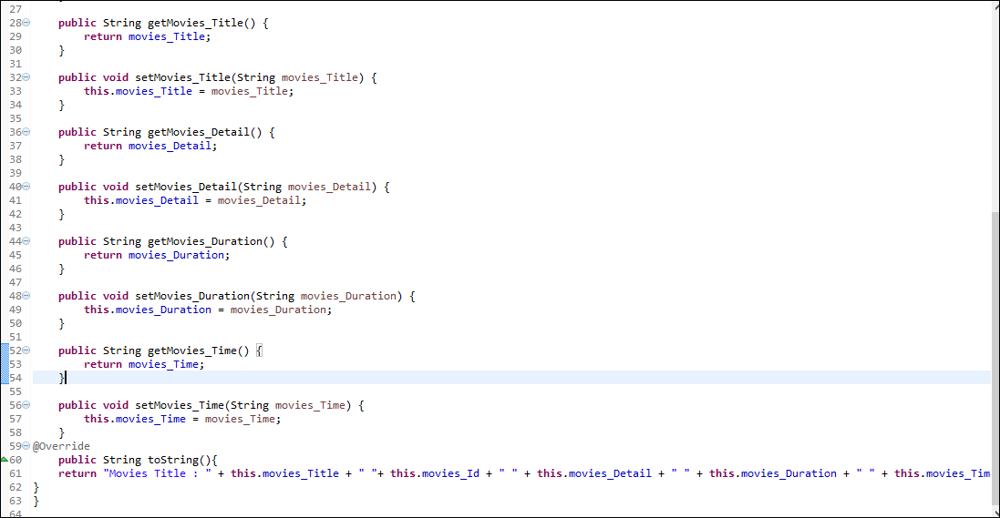 27
28 public String getMovies_Title() {
29 return movies_Title;
30 }
31
32 public void setMovies_Title(String movies_Title) {
33 this.movies_Title = movies_Title;
34 }
35
36 public String getMovies_Detail() {
37 return movies_Detail;
38 }
39
40 public void setMovies_Detail(String movies_Detail) {
41 this.movies_Detail = movies_Detail;
42 }
43
44 public String getMovies_Duration() {
45 return movies_Duration;
46 }
47
48 public void setMovies_Duration(String movies_Duration) {
49 this.movies_Duration = movies_Duration;
50 }
51
52 public String getMovies_Time() {
53 return movies_Time;
54 }
55
56 public void setMovies_Time(String movies_Time) {
57 this.movies_Time = movies_Time;
58 }
59 @Override
60 public String toString(){
61 return "Movies Title : " + this.movies_Title + " "+ this.movies_Id + " " + this.movies_Detail + " " + this.movies_Duration + " " + this.movies_Tim
62 }
63 }
64